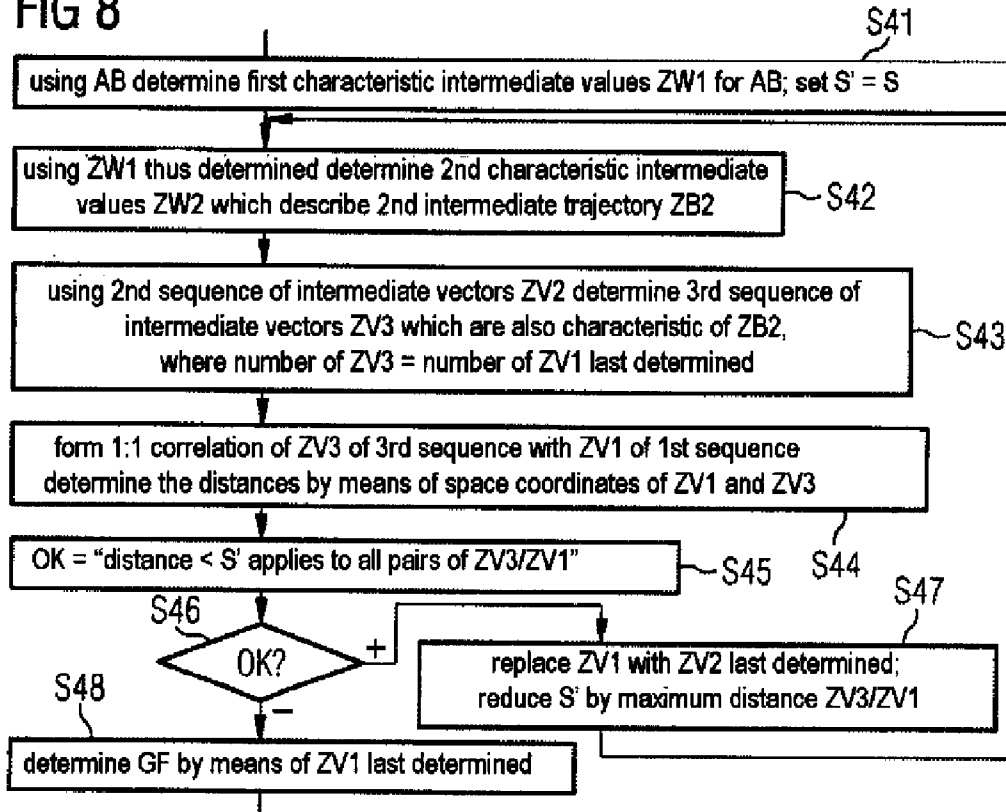 FIG 8
S41
using AB determine first characteristic intermediate values ZW1 for AB; set S' = S
using ZW1 thus determined determine 2nd characteristic intermediate
values ZW2 which describe 2nd intermediate trajectory ZB2
S42
using 2nd sequence of intermediate vectors ZV2 determine 3rd sequence of
intermediate vectors ZV3 which are also characteristic of ZB2,
where number of ZV3 = number of ZV1 last determined
S43
form 1:1 correlation of ZV3 of 3rd sequence with ZV1 of 1st sequence
determine the distances by means of space coordinates of ZV1 and ZV3
S44
OK = "distance < S' applies to all pairs of ZV3/ZV1"
S45
S46
OK?
+
−
S47
replace ZV1 with ZV2 last determined;
reduce S' by maximum distance ZV3/ZV1
S48
determine GF by means of ZV1 last determined